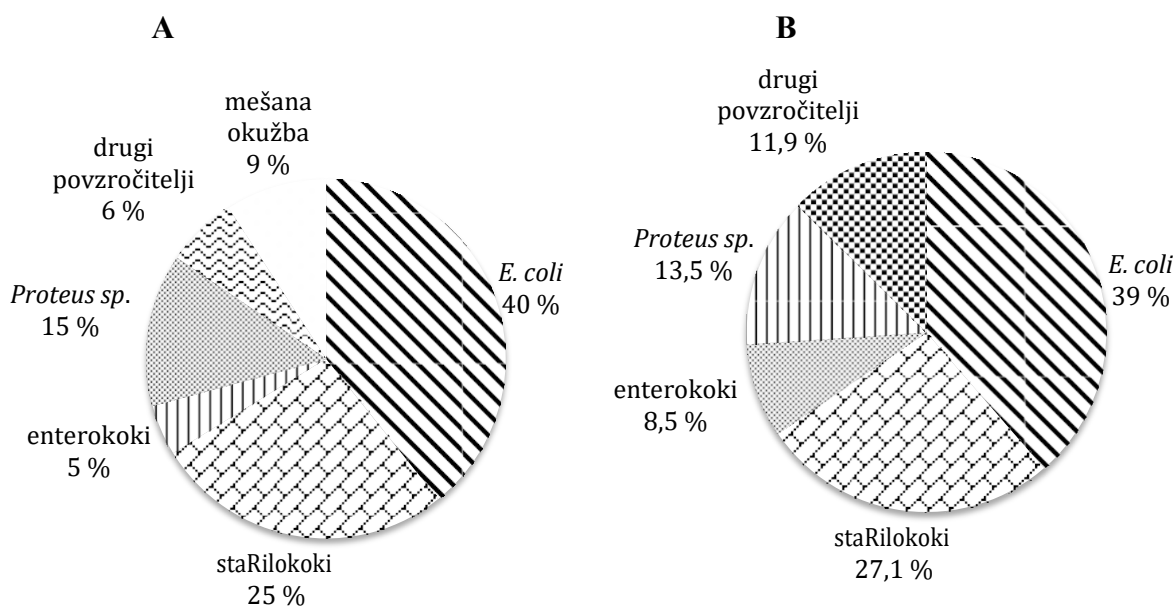 A
mešana
okužba
9 %
drugi
povzročitelji
6 %
Proteus sp.
15 %
enterokoki
5 %
staRilokoki
25 %
E. coli
40 %
B
drugi
povzročitelji
11,9 %
Proteus sp.
13,5 %
enterokoki
8,5 %
staRilokoki
27,1 %
E. coli
39 %